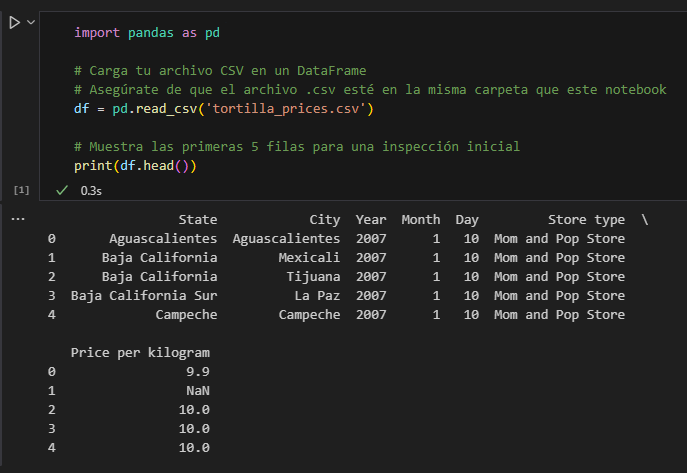 import pandas as pd
# Carga tu archivo CSV en un DataFrame
# Asegúrate de que el archivo .csv esté en la misma carpeta que este notebook
df = pd.read_csv('tortilla_prices.csv')
# Muestra las primeras 5 filas para una inspección inicial
print(df.head())
[1] 0.3s
... State City Year Month Day Store type \
0 Aguascalientes Aguascalientes 2007 1 10 Mom and Pop Store
1 Baja California Mexicali 2007 1 10 Mom and Pop Store
2 Baja California Tijuana 2007 1 10 Mom and Pop Store
3 Baja California Sur La Paz 2007 1 10 Mom and Pop Store
4 Campeche Campeche 2007 1 10 Mom and Pop Store
Price per kilogram
0 9.9
1 NaN
2 10.0
3 10.0
4 10.0